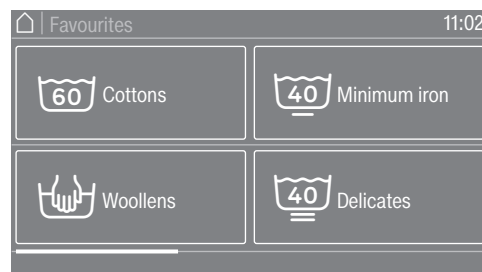 Favourites 11:02
60 Cottons
40 Minimum iron
Woollens
40 Delicates